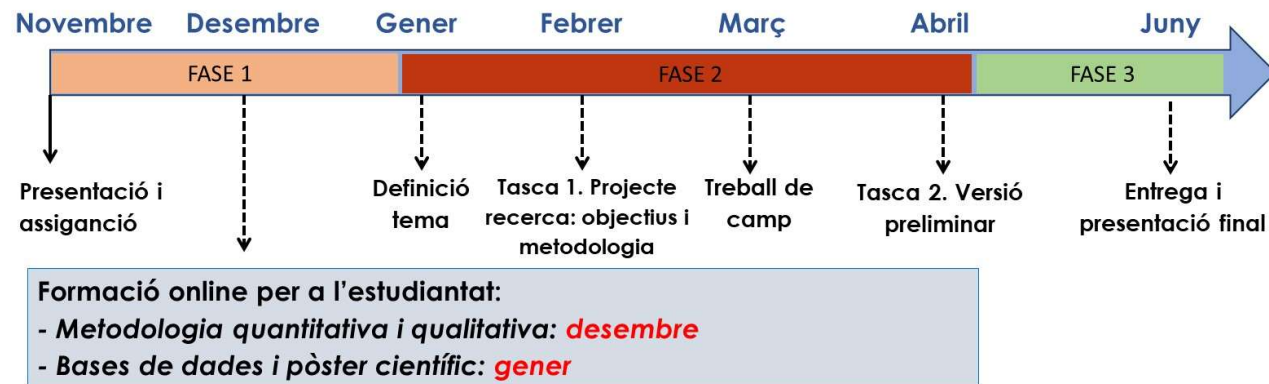 Novembre Desembre Gener Febrer Març Abril Juny
FASE 1 FASE 2 FASE 3
Presentació i
assiganció
Definició
tema
Tasca 1. Projecte
recerca: objectius i
metodologia
Treball de
camp
Tasca 2. Versió
preliminar
Entrega i
presentació final
Formació online per a l’estudiantat:
- Metodologia quantitativa i qualitativa: desembre
- Bases de dades i pòster científic: gener